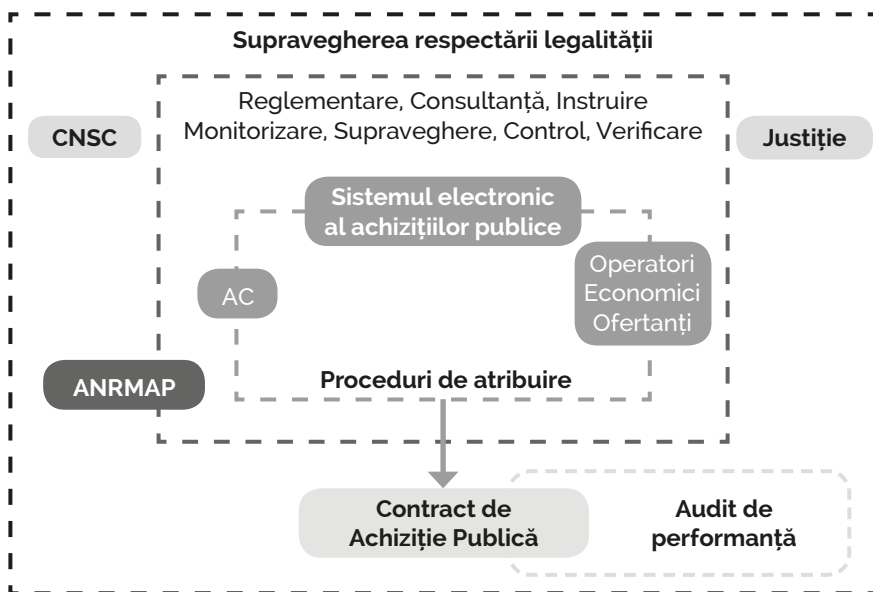 Supravegherea respectării legalității
Reglementare, Consultanță, Instruire
Monitorizare, Supraveghere, Control, Verificare
CNSC
Justiție
Sistemul electronic
al achizițiilor publice
AC
Operatori
Economici
Ofertanți
ANRMAP
Proceduri de atribuire
Contract de
Achiziție Publică
Audit de
performanță